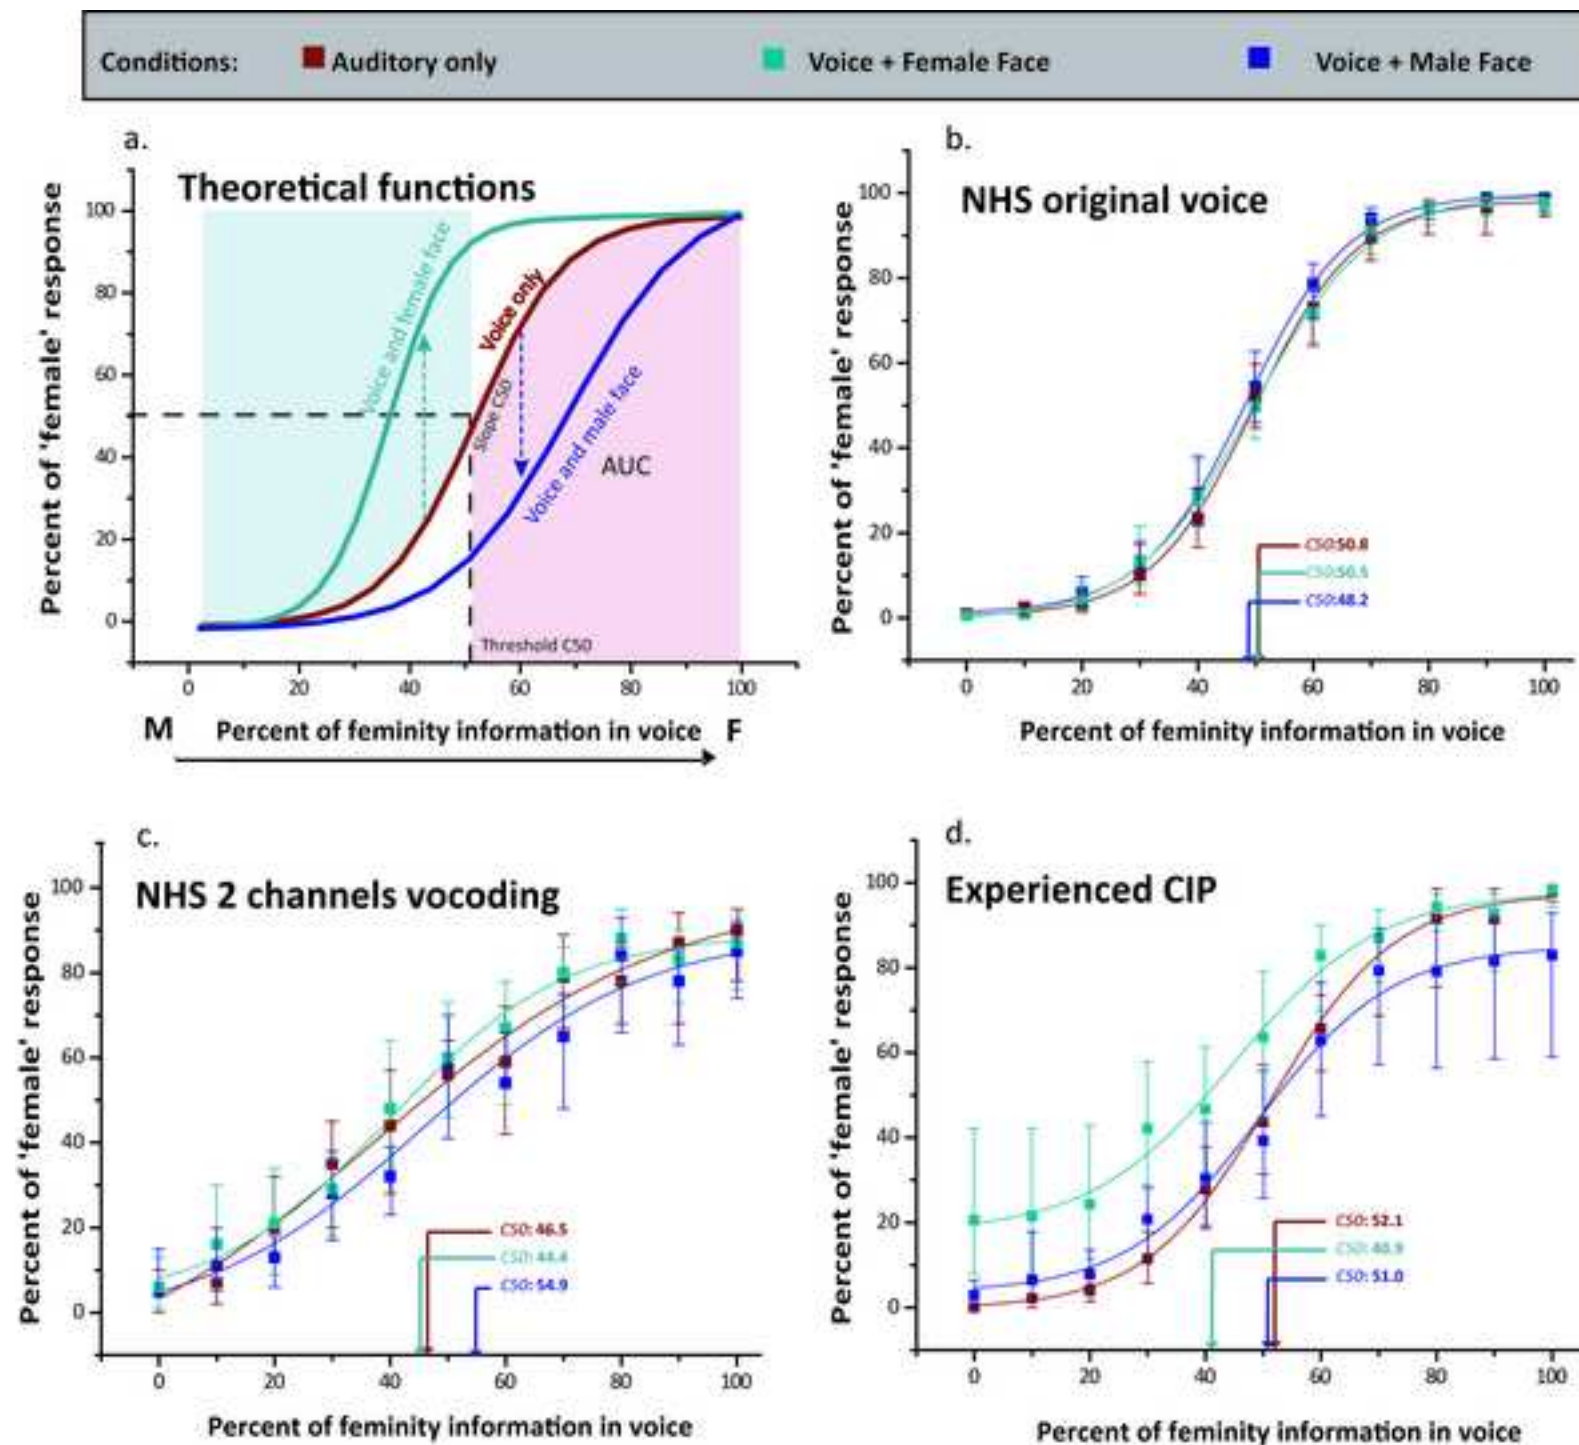 Conditions: Auditory only Voice + Female Face Voice + Male Face
a.
Theoretical functions
Percent of 'female' response
100
80
60
40
20
0
Voice and female face
Voice only
Slope C50
Voice and male face
AUC
Threshold C50
0 20 40 60 80 100
M Percent of feminity information in voice F
b.
NHS original voice
Percent of 'female' response
100
80
60
40
20
0
C50:50.8
C50:50.5
C50:48.2
0 20 40 60 80 100
Percent of feminity information in voice
c.
NHS 2 channels vocoding
Percent of 'female' response
100
80
60
40
20
0
C50: 46.5
C50: 44.4
C50: 54.9
0 20 40 60 80 100
Percent of feminity information in voice
d.
Experienced CIP
Percent of 'female' response
100
80
60
40
20
0
C50: 52.1
C50: 40.9
C50: 51.0
0 20 40 60 80 100
Percent of feminity information in voice